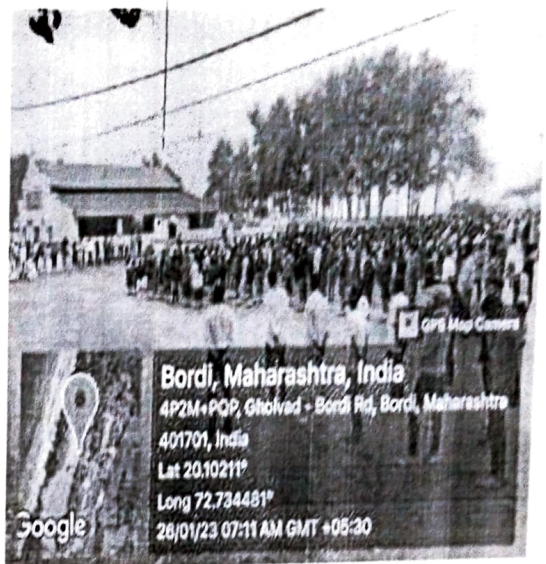 GPS Map Camera
Bordi, Maharashtra, India
4P2M+PQP, Gholvad - Bordi Rd, Bordi, Maharashtra
401701, India
Lat 20.10211°
Long 72.734481°
26/01/23 07:11 AM GMT +05:30
Google